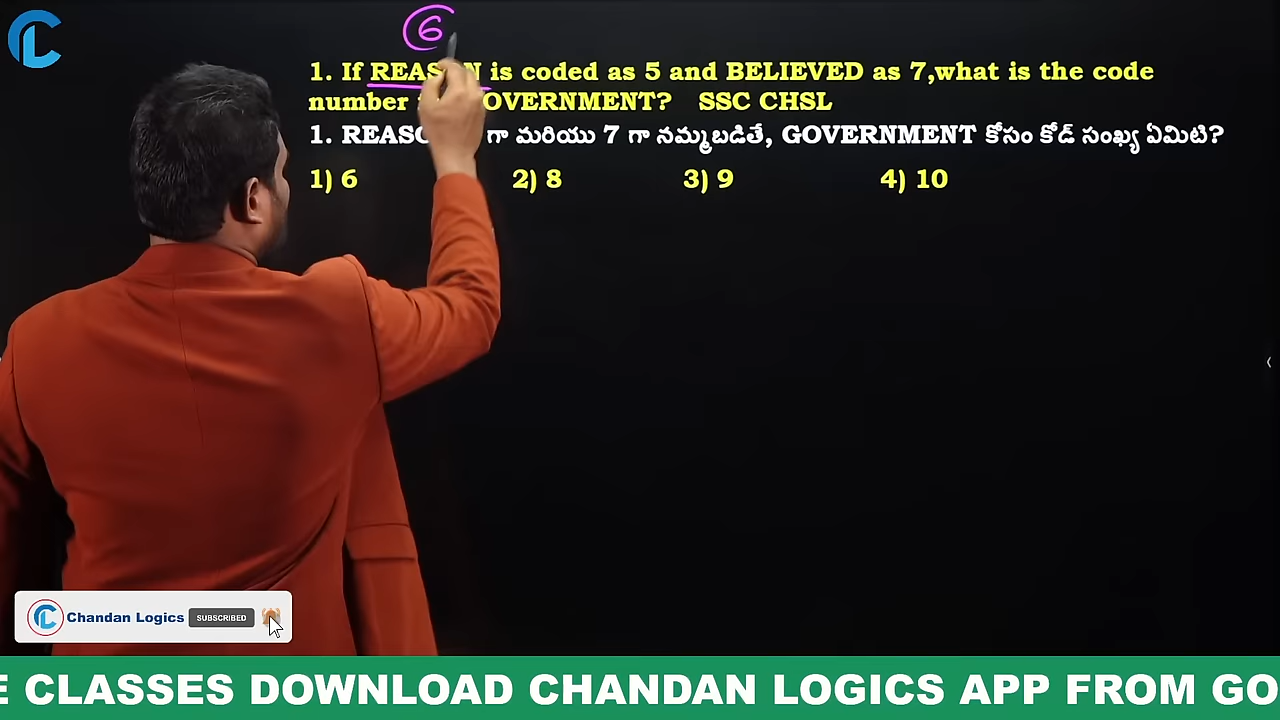 6
1. If REASON is coded as 5 and BELIEVED as 7,what is the code
number GOVERNMENT? SSC CHSL
1. REASO గా మరియు 7 గా నమ్మబడితే, GOVERNMENT కోసం కోడ్ సంఖ్య ఏమిటి?
1) 6 2) 8 3) 9 4) 10
Chandan Logics SUBSCRIBED
E CLASSES DOWNLOAD CHANDAN LOGICS APP FROM GO